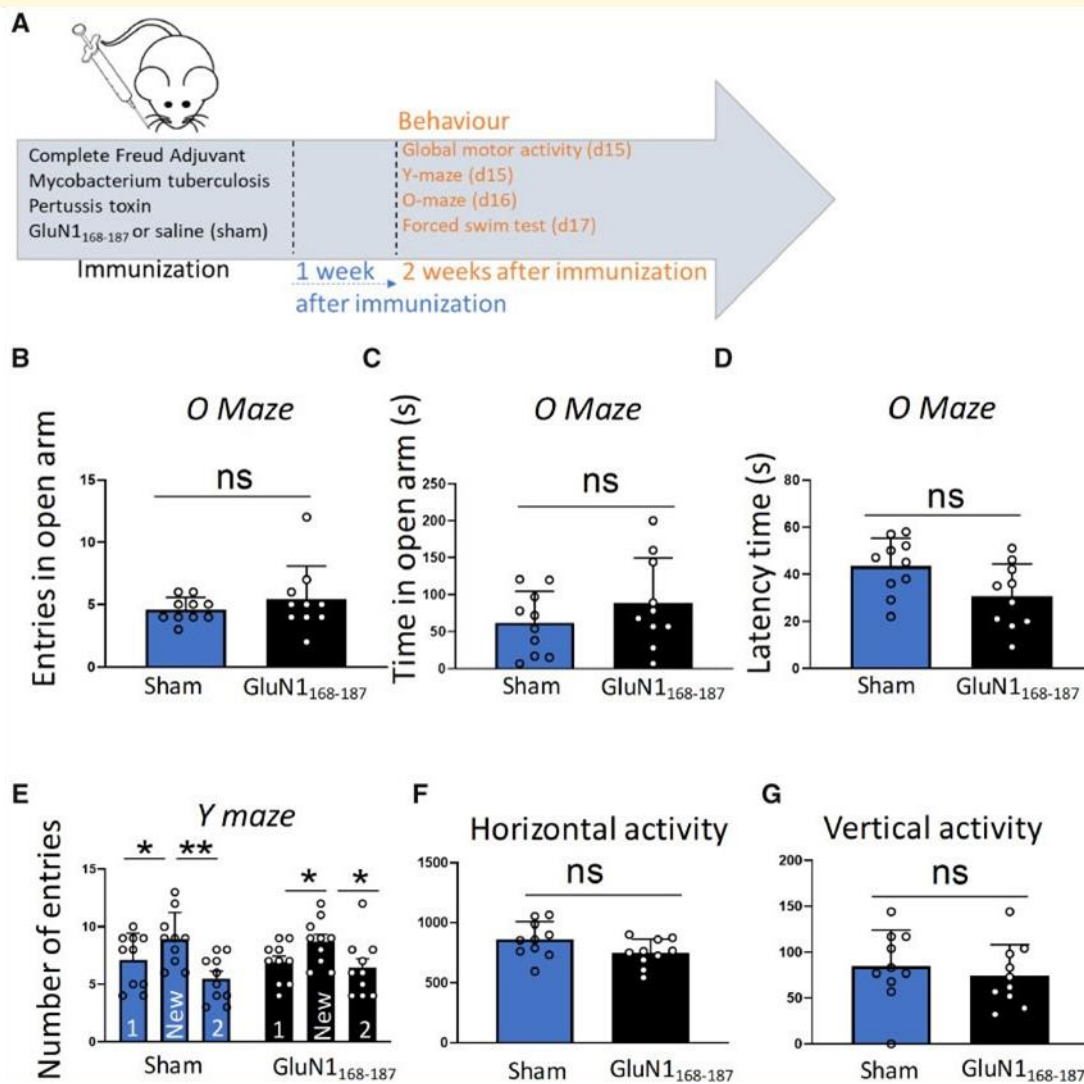 A
Complete Freud Adjuvant
Mycobacterium tuberculosis
Pertussis toxin
GluN1168-187 or saline (sham)
Immunization
1 week
after immunization
Behaviour
Global motor activity (d15)
Y-maze (d15)
O-maze (d16)
Forced swim test (d17)
2 weeks after immunization
B
O Maze
Entries in open arm
ns
15
10
5
0
Sham
GluN1168-187
C
O Maze
Time in open arm (s)
ns
250
200
150
100
50
0
Sham
GluN1168-187
D
O Maze
Latency time (s)
ns
80
60
40
20
0
Sham
GluN1168-187
E
Y maze
Number of entries
* **
* *
15
10
5
0
1 New 2
1 New 2
Sham
GluN1168-187
F
Horizontal activity
ns
1500
1000
500
0
Sham
GluN1168-187
G
Vertical activity
ns
200
150
100
50
0
Sham
GluN1168-187